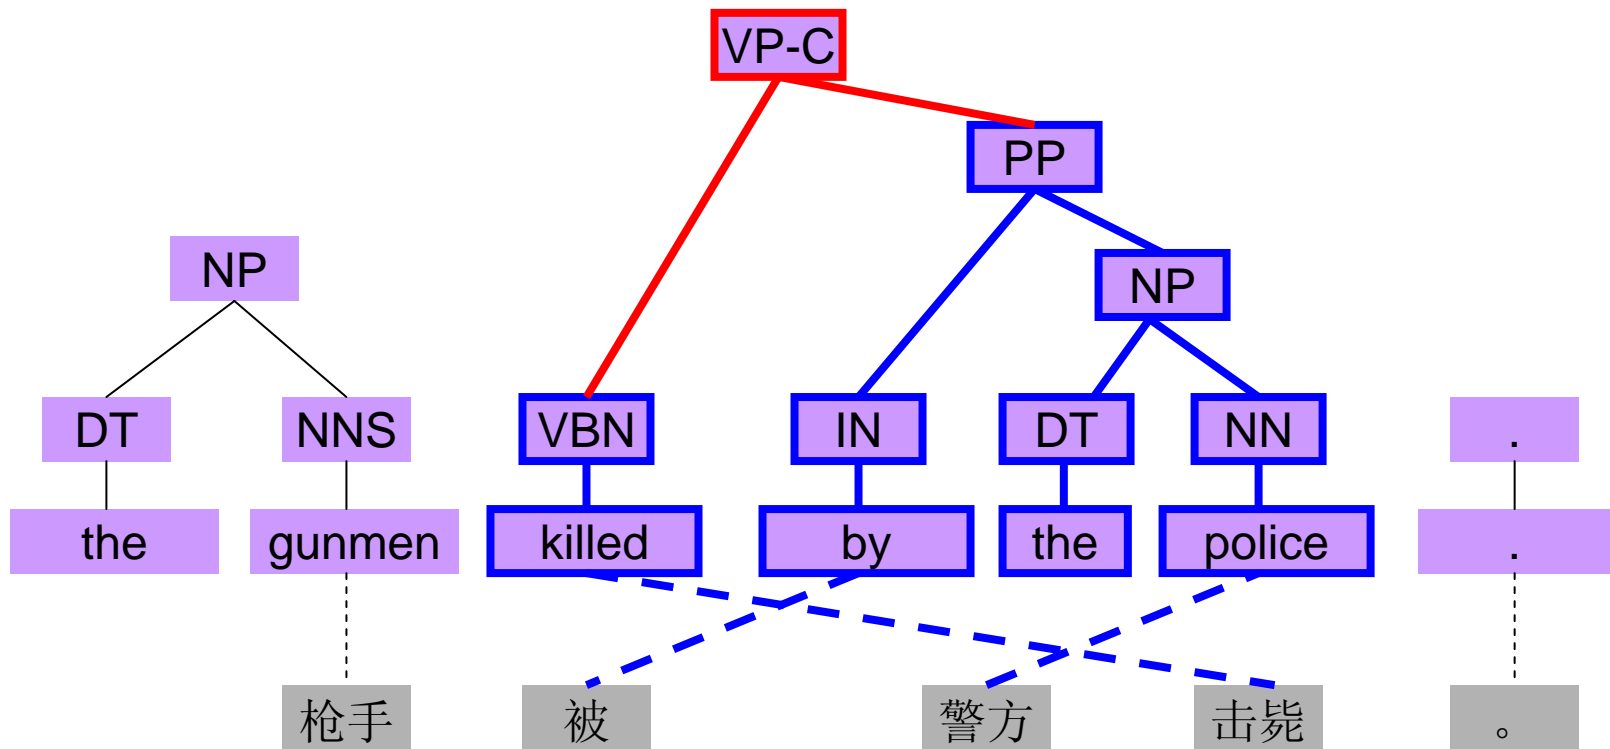 VP-C
PP
NP
NP
DT NNS VBN IN DT NN .
the gunmen killed by the police .
枪手 被 警方 击毙 。